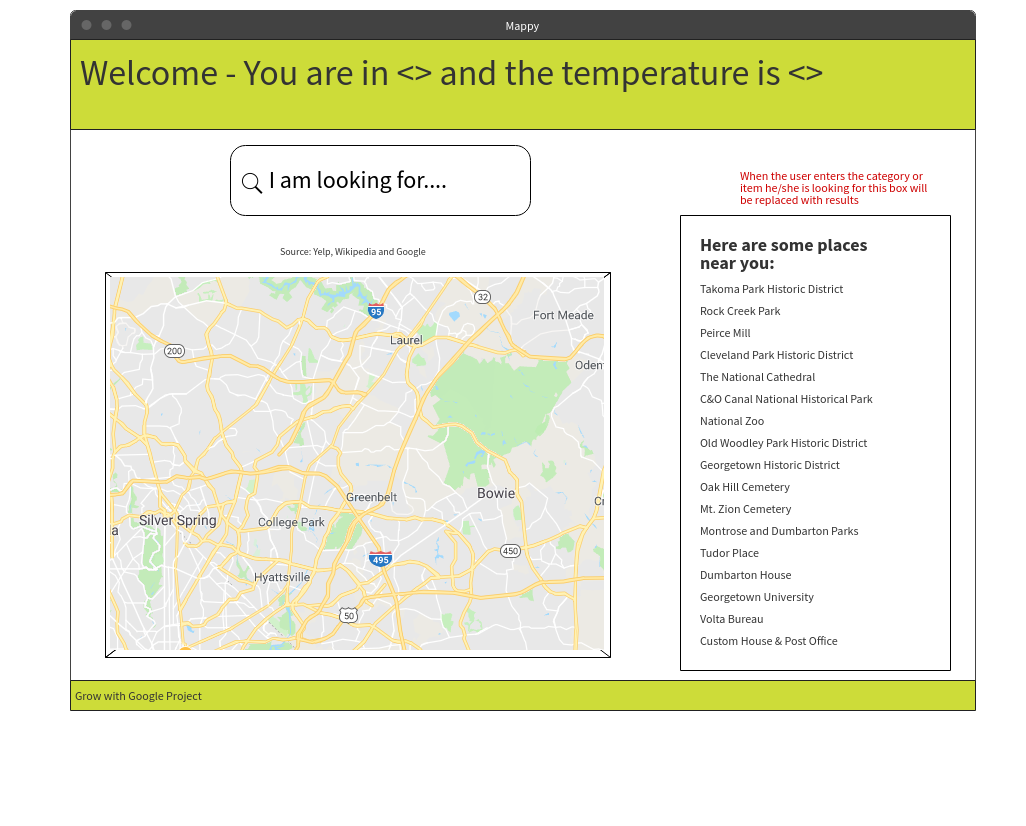 Mappy
Welcome - You are in <> and the temperature is <>
I am looking for....
When the user enters the category or
item he/she is looking for this box will
be replaced with results
Source: Yelp, Wikipedia and Google
32
95
Fort Meade
Laurel
200
Oden
Greenbelt
Bowie
Cr
Silver Spring
College Park
a
450
495
Hyattsville
50
Here are some places
near you:
Takoma Park Historic District
Rock Creek Park
Peirce Mill
Cleveland Park Historic District
The National Cathedral
C&O Canal National Historical Park
National Zoo
Old Woodley Park Historic District
Georgetown Historic District
Oak Hill Cemetery
Mt. Zion Cemetery
Montrose and Dumbarton Parks
Tudor Place
Dumbarton House
Georgetown University
Volta Bureau
Custom House & Post Office
Grow with Google Project